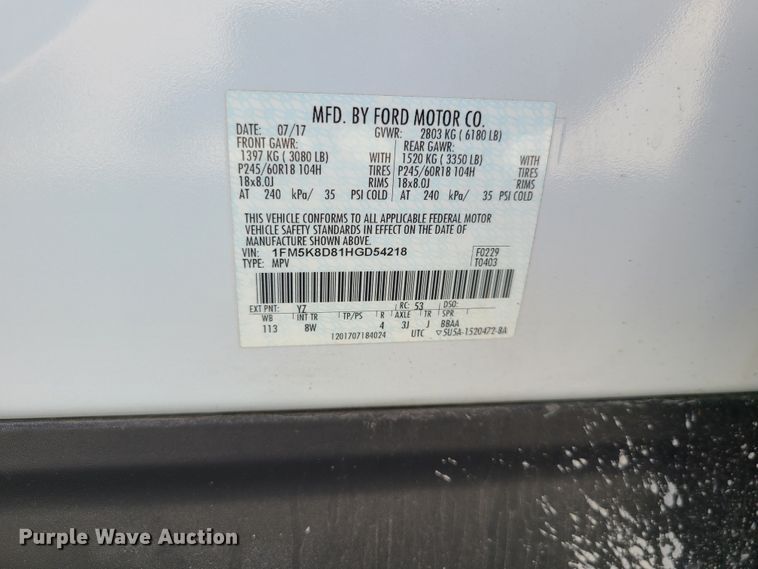 MFD. BY FORD MOTOR CO.
DATE: 07/17 GVWR: 2803 KG ( 6180 LB)
FRONT GAWR: REAR GAWR:
1397 KG ( 3080 LB) WITH 1520 KG ( 3350 LB) WITH
P245/60R18 104H TIRES P245/60R18 104H TIRES
18x8.0J RIMS 18x8.0J RIMS
AT 240 kPa/ 35 PSI COLD AT 240 kPa/ 35 PSI COLD
THIS VEHICLE CONFORMS TO ALL APPLICABLE FEDERAL MOTOR
VEHICLE SAFETY STANDARDS IN EFFECT ON THE DATE OF
MANUFACTURE SHOWN ABOVE.
VIN: 1FM5K8D81HGD54218 F0229
TYPE: MPV T0403
EXT PNT: YZ RC: 53 DSO:
WB INT TR TP/PS R AXLE TR SPR
113 8W 4 3J J BBAA
1201707184024 UTC ▽5U5A-1520472-8A
Purple Wave Auction